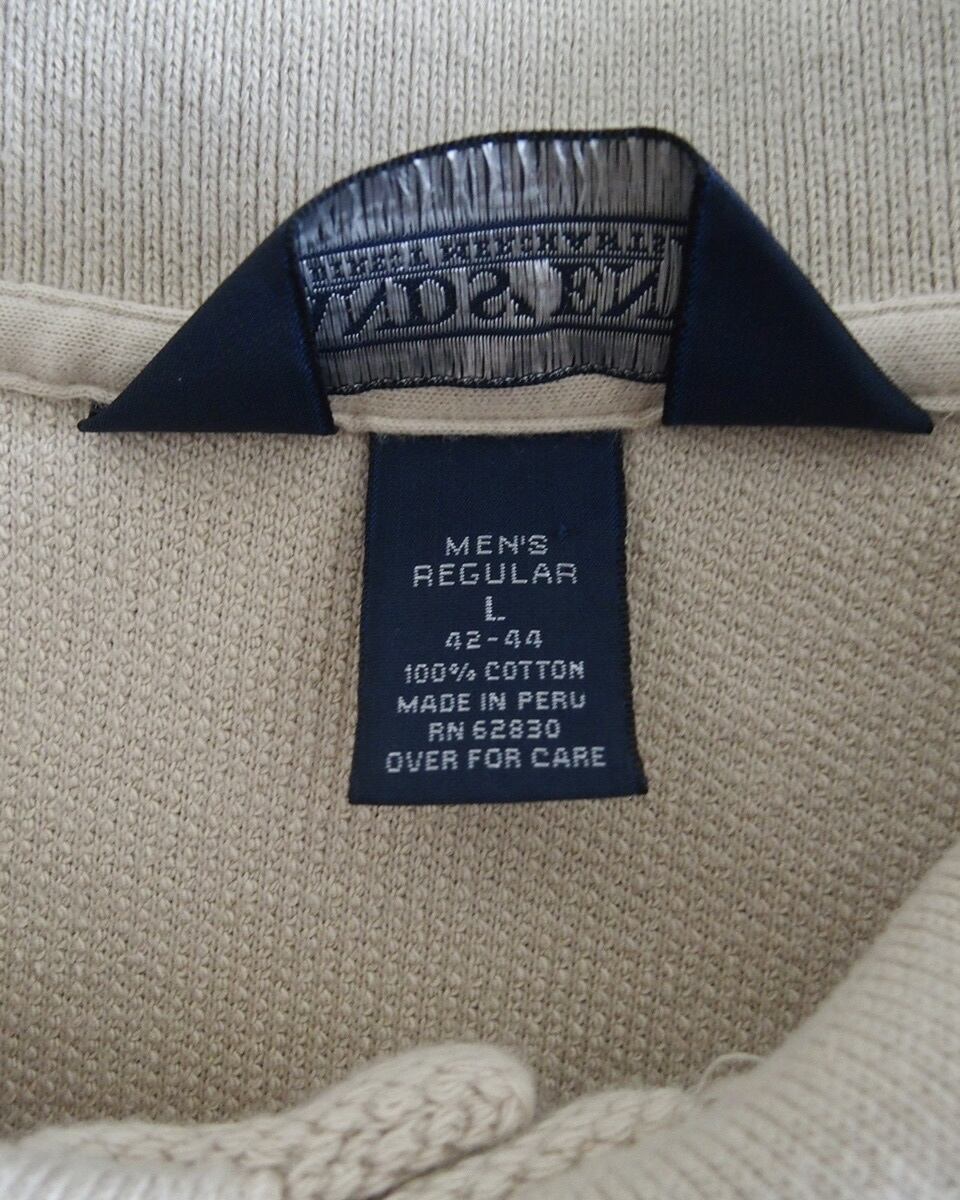 MEN'S
REGULAR
L
42-44
100% COTTON
MADE IN PERU
RN 62830
OVER FOR CARE